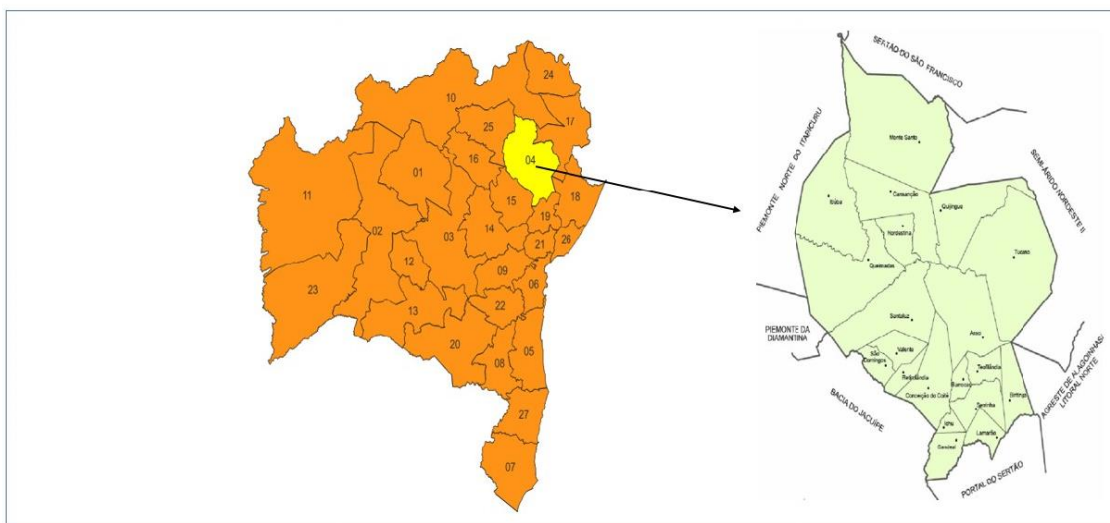 24
10
17
25
04
16
01
11
15
18
02
19
14
03
21
26
12
09
06
23
22
13
20
05
08
27
07
SERTÃO DO SÃO FRANCISCO
PIEMONTE NORTE DO ITAPICURU
SEMI-ÁRIDO NORDESTE II
Monte Santo
Cansanção
Itiúba
Quijingue
Nordestina
Tucano
Queimadas
Santaluz
Araci
PIEMONTE DA
DIAMANTINA
Valente
São
Domingos
Teofilândia
Retirolândia
Barrocas
Conceição do Coité
Biritinga
Serrinha
Lamarão
BACIA DO JACUÍPE
AGRESTE DE ALAGOINHAS/
LITORAL NORTE
PORTAL DO SERTÃO